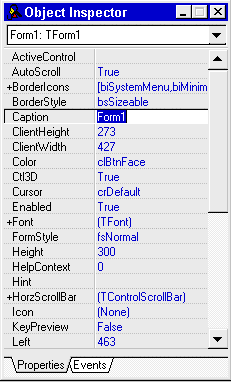 Object Inspector
Form1: TForm1
ActiveControl
AutoScroll True
+BorderIcons [biSystemMenu,biMinim
BorderStyle bsSizeable
Caption Form1
ClientHeight 273
ClientWidth 427
Color clBtnFace
Ctl3D True
Cursor crDefault
Enabled True
+Font (TFont)
FormStyle fsNormal
Height 300
HelpContext 0
Hint
+HorzScrollBar (TControlScrollBar)
Icon (None)
KeyPreview False
Left 463
Properties Events